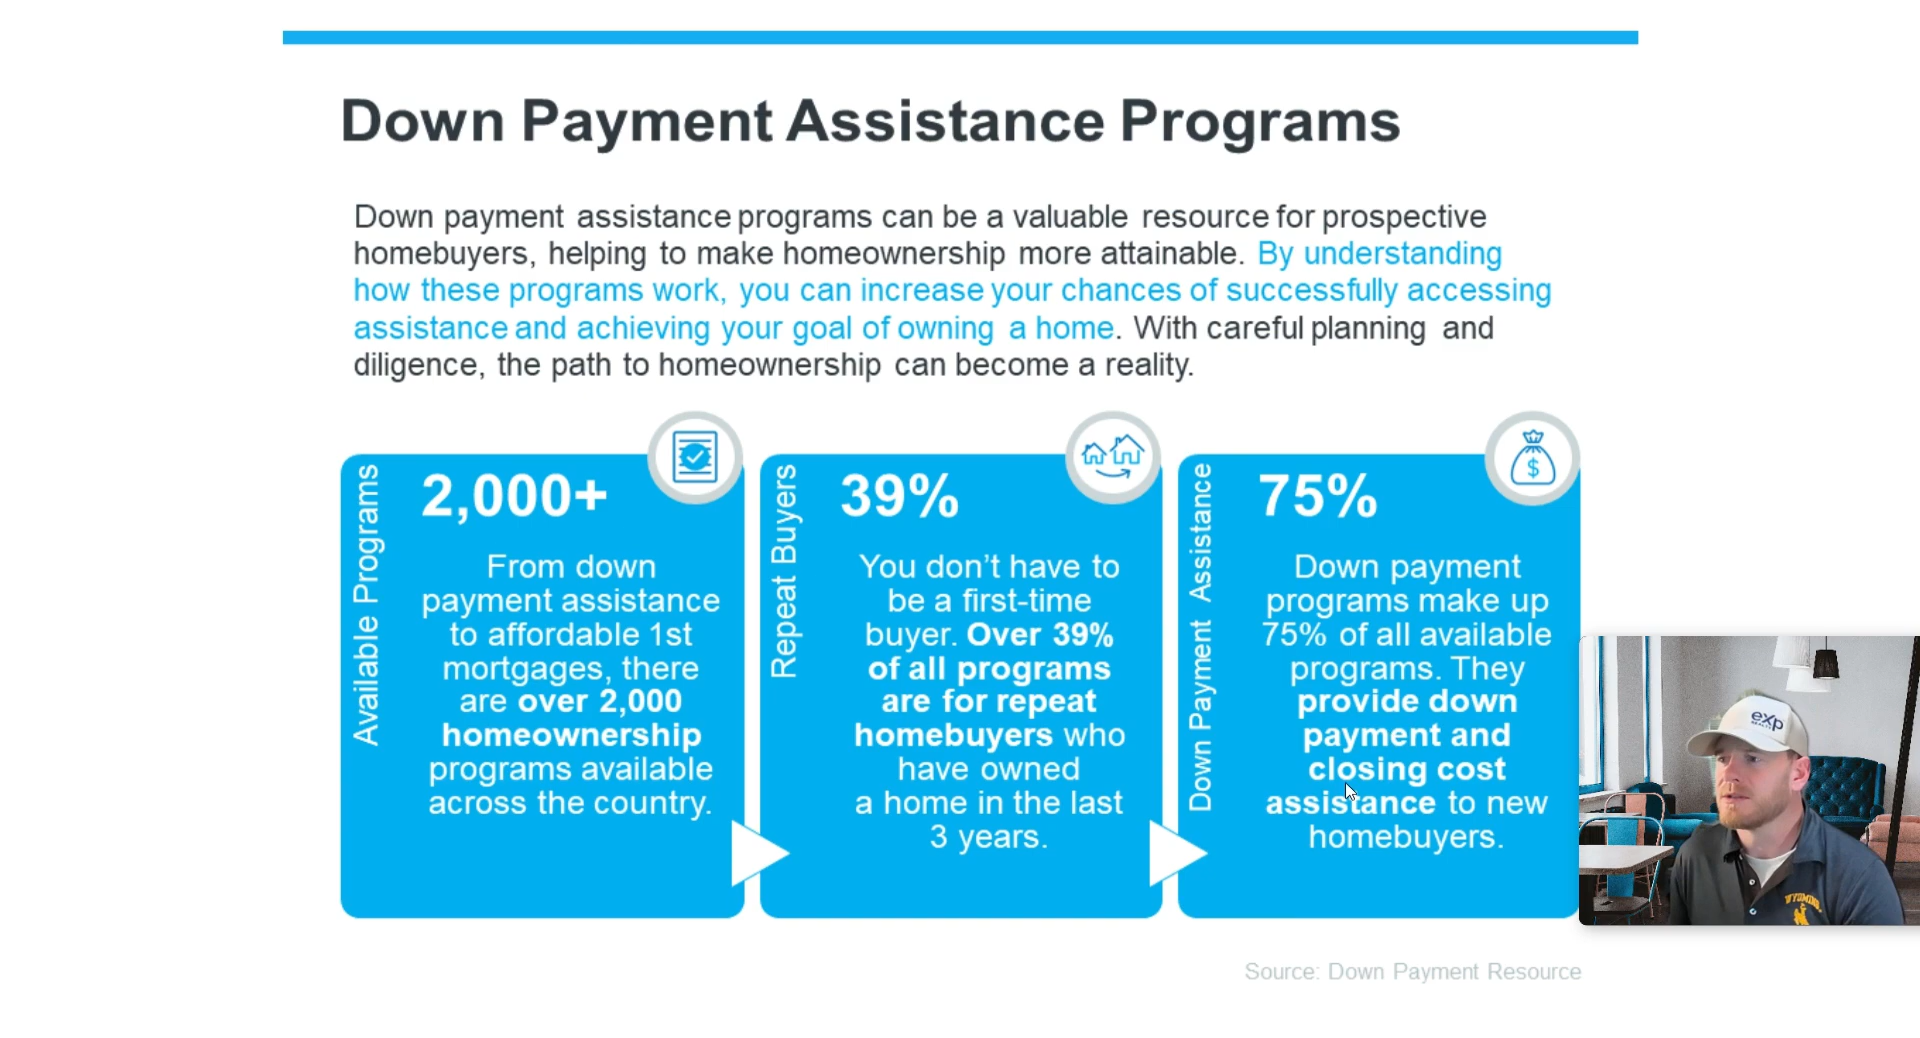 Down Payment Assistance Programs
Down payment assistance programs can be a valuable resource for prospective
homebuyers, helping to make homeownership more attainable. By understanding
how these programs work, you can increase your chances of successfully accessing
assistance and achieving your goal of owning a home. With careful planning and
diligence, the path to homeownership can become a reality.
Available Programs
2,000+
From down
payment assistance
to affordable 1st
mortgages, there
are over 2,000
homeownership
programs available
across the country.
Repeat Buyers
39%
You don’t have to
be a first-time
buyer. Over 39%
of all programs
are for repeat
homebuyers who
have owned
a home in the last
3 years.
Down Payment Assistance
75%
$
Down payment
programs make up
75% of all available
programs. They
provide down
payment and
closing cost
assistance to new
homebuyers.
exp
WYOMING
Source: Down Payment Resource